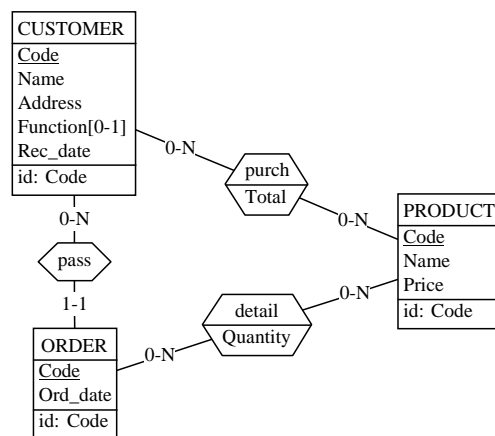 CUSTOMER
Code
Name
Address
Function[0-1]
Rec_date
id: Code
0-N
purch
Total
0-N
PRODUCT
Code
Name
Price
id: Code
0-N
pass
1-1
ORDER
Code
Ord_date
id: Code
0-N
detail
Quantity
0-N